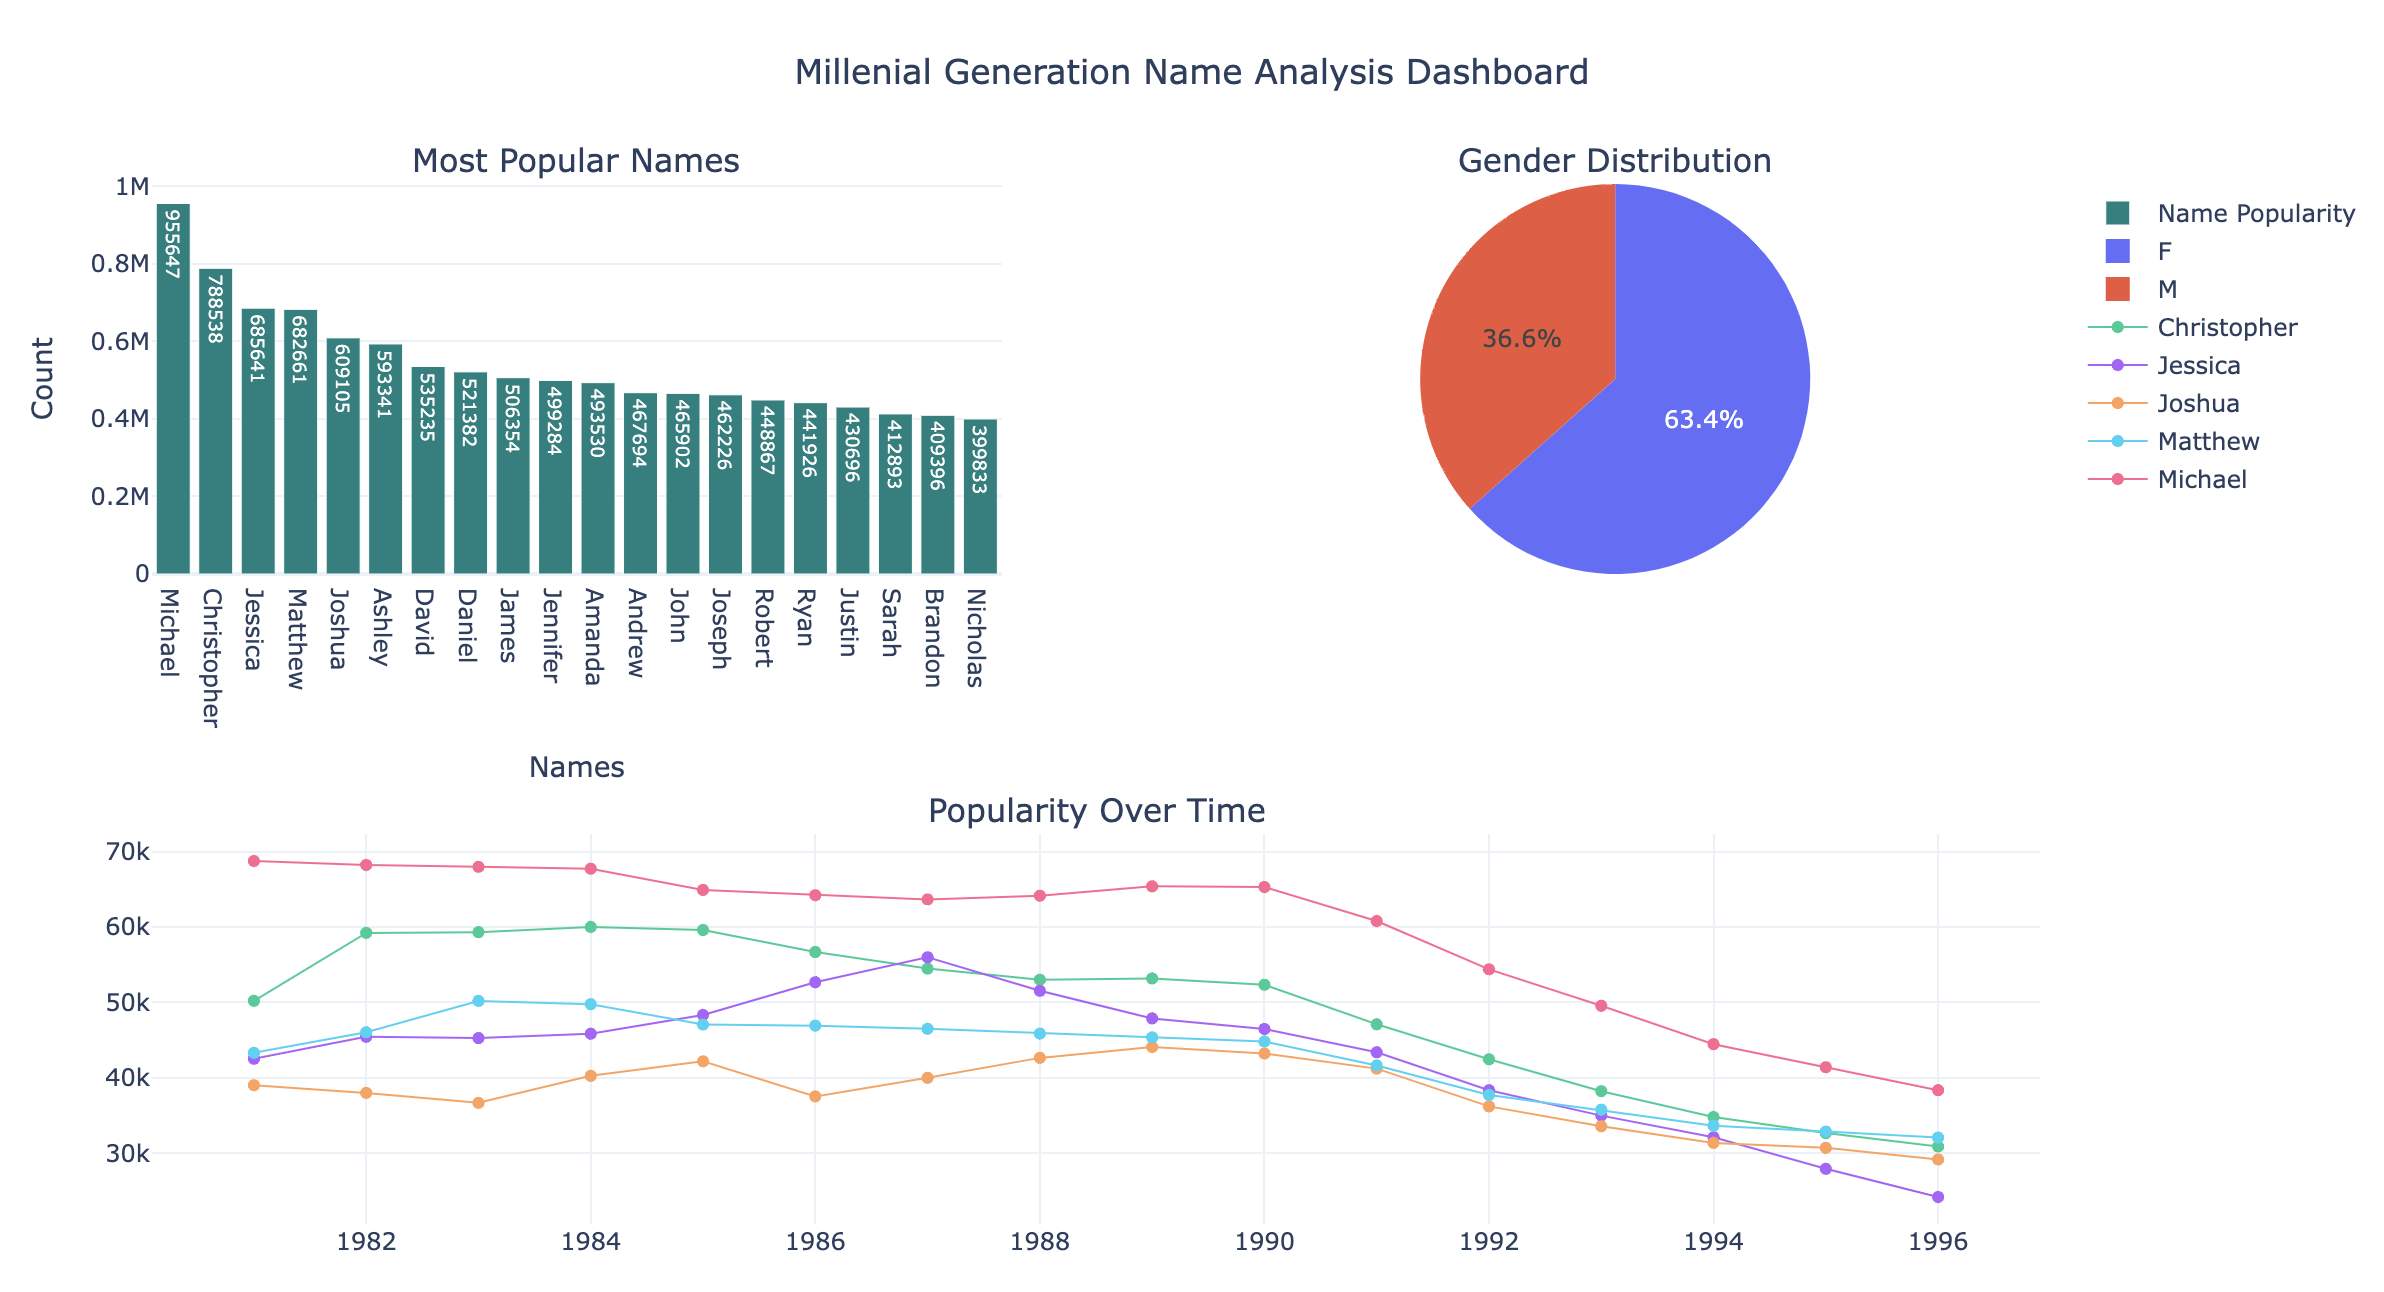 Millenial Generation Name Analysis Dashboard
Most Popular Names
1M
0.8M
0.6M
0.4M
0.2M
0
Count
955647
788538
685641
682661
609105
593341
535235
521382
506354
499284
493530
467694
465902
462226
448867
441926
430696
412893
409396
399833
Michael
Christopher
Jessica
Matthew
Joshua
Ashley
David
Daniel
James
Jennifer
Amanda
Andrew
John
Joseph
Robert
Ryan
Justin
Sarah
Brandon
Nicholas
Names
Gender Distribution
36.6%
63.4%
Name Popularity
F
M
Christopher
Jessica
Joshua
Matthew
Michael
Popularity Over Time
70k
60k
50k
40k
30k
1982
1984
1986
1988
1990
1992
1994
1996